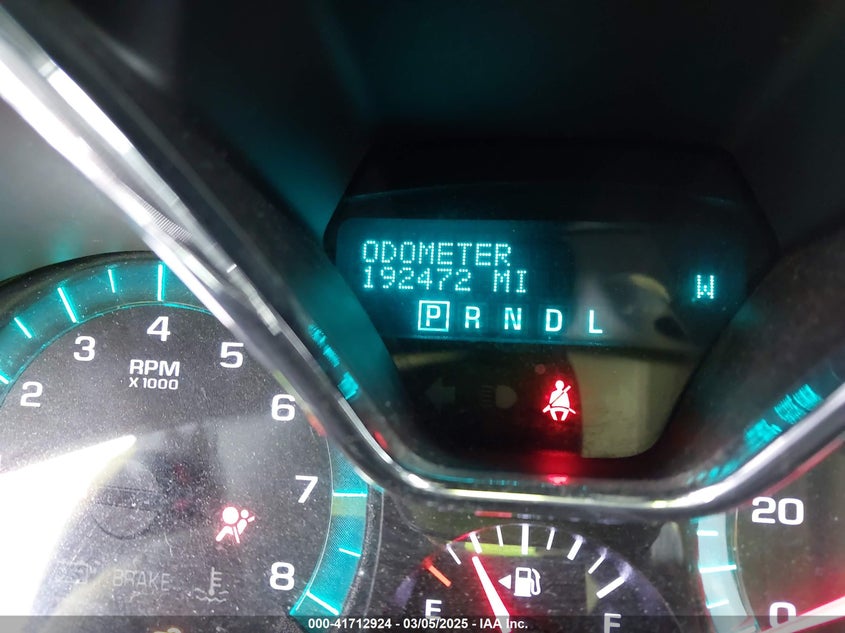 ODOMETER
192472 MI
W
P R N D L
4
3 5
RPM
X 1000
2 6
7
8
BRAKE
20
0
E F
000-41712924 - 03/05/2025 - IAA Inc.